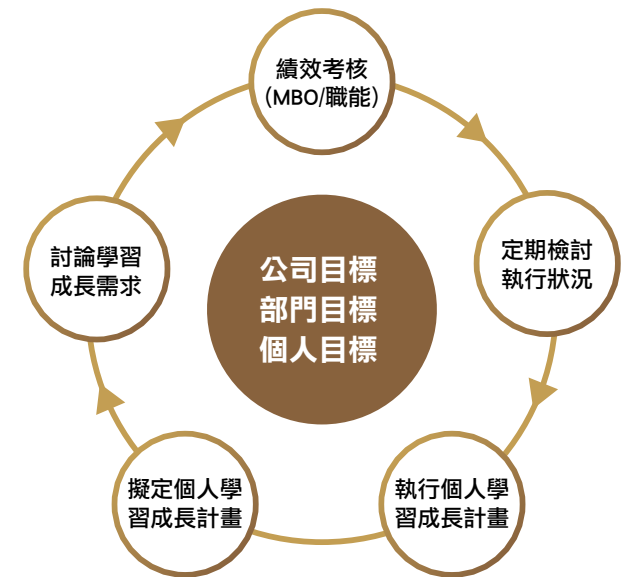 績效考核
(MBO/職能)
定期檢討
執行狀況
執行個人學
習成長計畫
擬定個人學
習成長計畫
討論學習
成長需求
公司目標
部門目標
個人目標